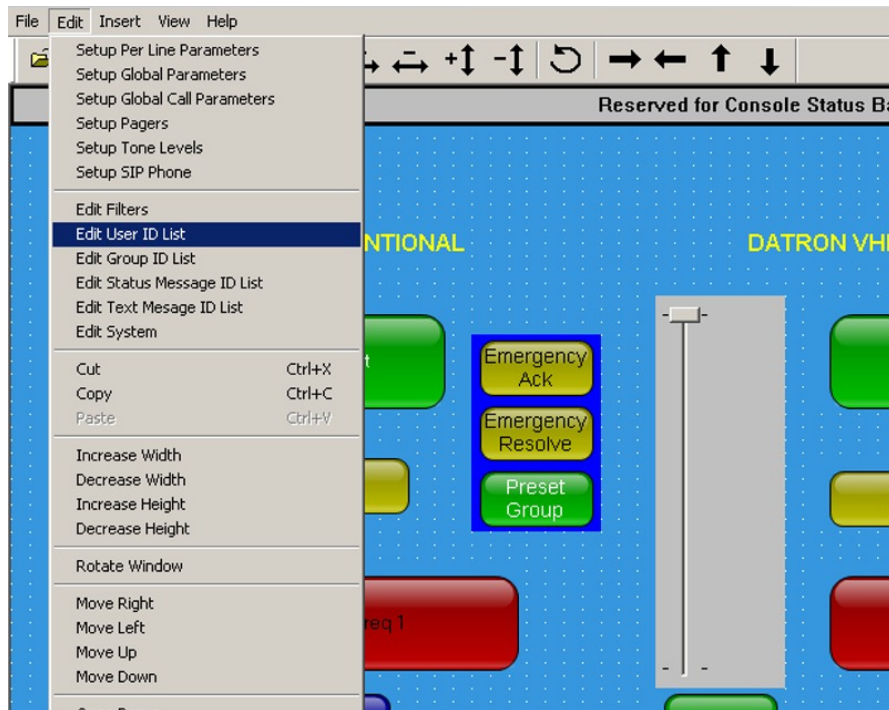 File Edit Insert View Help
Setup Per Line Parameters
Setup Global Parameters
Setup Global Call Parameters
Setup Pagers
Setup Tone Levels
Setup SIP Phone
Edit Filters
Edit User ID List
Edit Group ID List
Edit Status Message ID List
Edit Text Mesage ID List
Edit System
Cut Ctrl+X
Copy Ctrl+C
Paste Ctrl+V
Increase Width
Decrease Width
Increase Height
Decrease Height
Rotate Window
Move Right
Move Left
Move Up
Move Down
Reserved for Console Status Ba
NTIONAL
DATRON VH
t
Emergency
Ack
Emergency
Resolve
Preset
Group
req 1